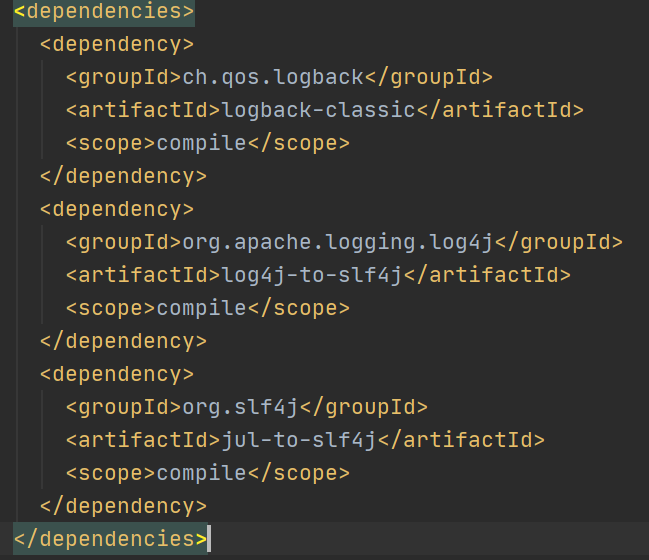 <dependencies>
<dependency>
<groupId>ch.qos.logback</groupId>
<artifactId>logback-classic</artifactId>
<scope>compile</scope>
</dependency>
<dependency>
<groupId>org.apache.logging.log4j</groupId>
<artifactId>log4j-to-slf4j</artifactId>
<scope>compile</scope>
</dependency>
<dependency>
<groupId>org.slf4j</groupId>
<artifactId>jul-to-slf4j</artifactId>
<scope>compile</scope>
</dependency>
</dependencies>